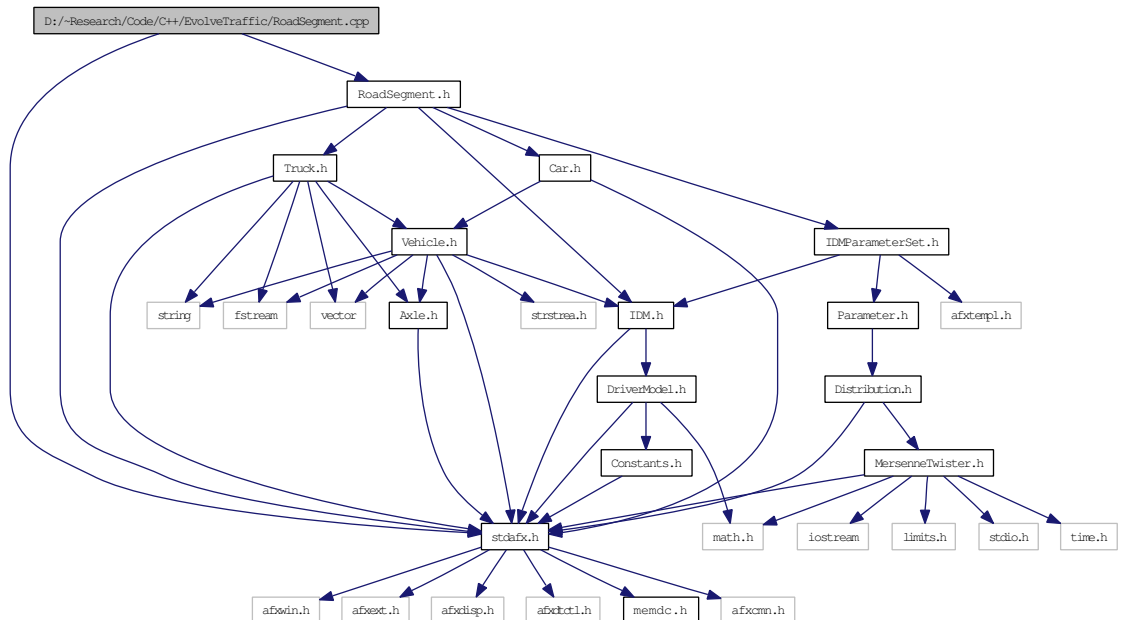 D:/~Research/Code/C++/EvolveTraffic/RoadSegment.cpp
RoadSegment.h
Truck.h
Car.h
Vehicle.h
IDMParameterSet.h
string
fstream
vector
Axle.h
strstrea.h
IDM.h
Parameter.h
afxtempl.h
DriverModel.h
Distribution.h
Constants.h
MersenneTwister.h
stdafx.h
math.h
iostream
limits.h
stdio.h
time.h
afxwin.h
afxext.h
afxdisp.h
afxdtctl.h
memdc.h
afxcmn.h